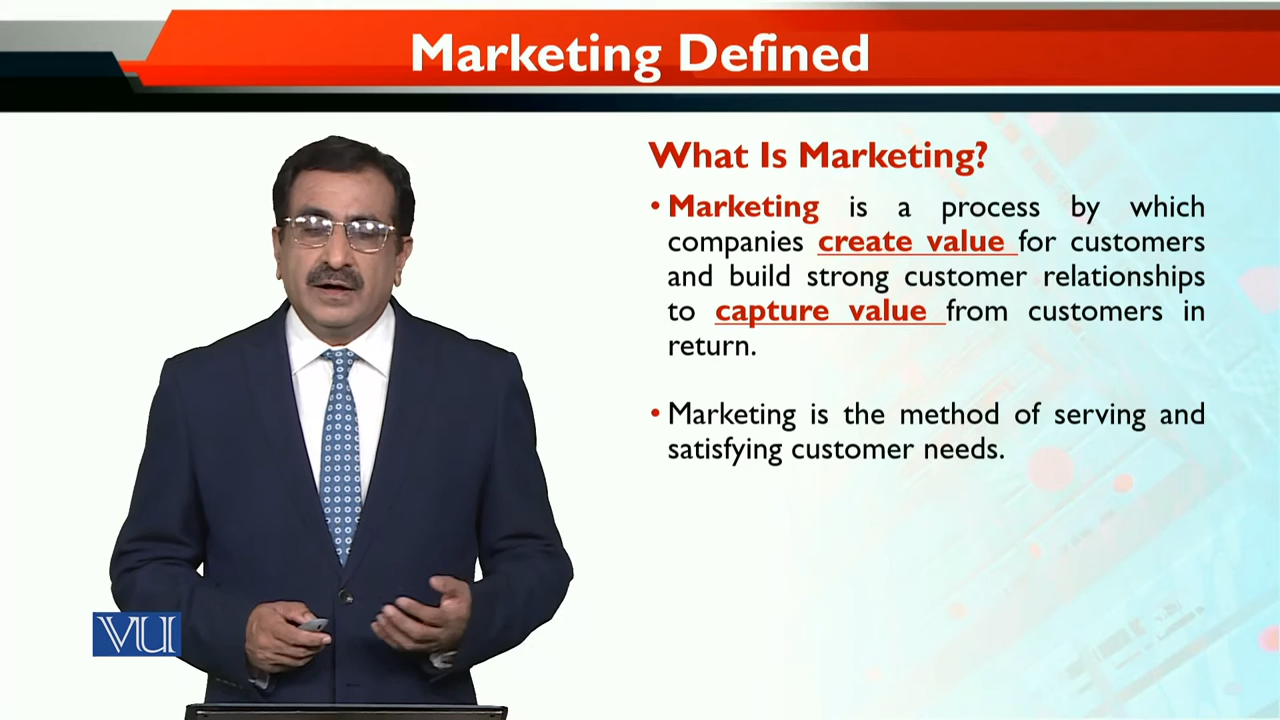 Marketing Defined
What Is Marketing?
• Marketing is a process by which
companies create value for customers
and build strong customer relationships
to capture value from customers in
return.
• Marketing is the method of serving and
satisfying customer needs.
VU